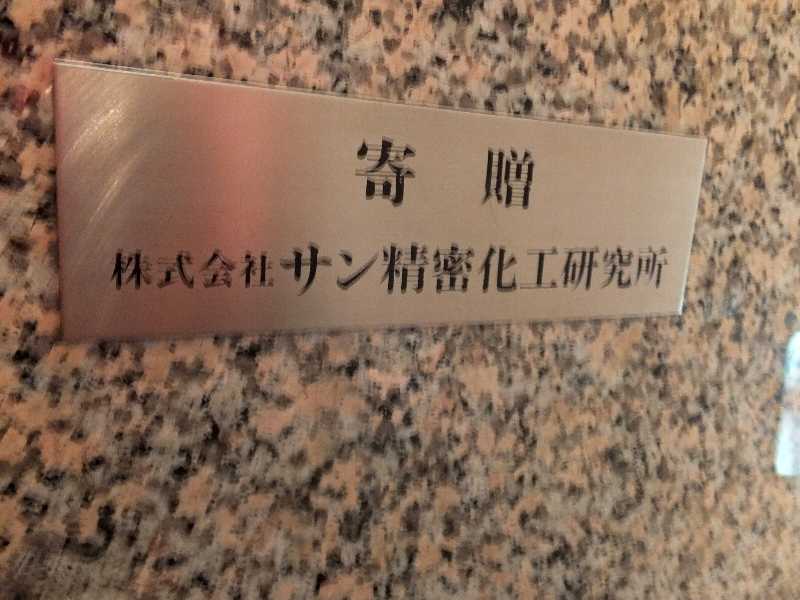 寄 贈
株式会社サン精密化工研究所